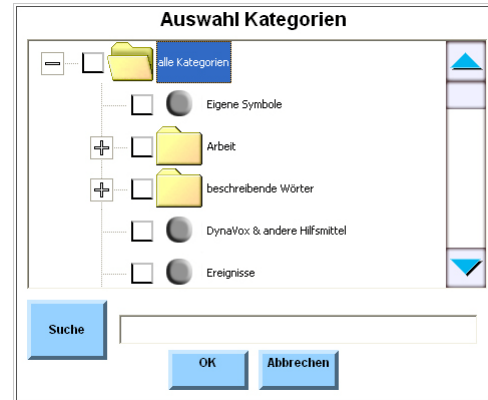 Auswahl Kategorien
alle Kategorien
Eigene Symbole
Arbeit
beschreibende Wörter
DynaVox & andere Hilfsmittel
Ereignisse
Suche
OK Abbrechen